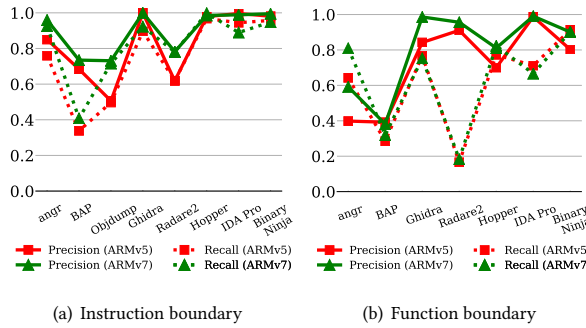 1.0
0.8
0.6
0.4
0.2
0.0
angr BAP Objdump Ghidra Radare2 Hopper IDA Pro Binary Ninja
Precision (ARMv5) Recall (ARMv5)
Precision (ARMv7) Recall (ARMv7)
(a) Instruction boundary
1.0
0.8
0.6
0.4
0.2
0.0
angr BAP Ghidra Radare2 Hopper IDA Pro Binary Ninja
Precision (ARMv5) Recall (ARMv5)
Precision (ARMv7) Recall (ARMv7)
(b) Function boundary